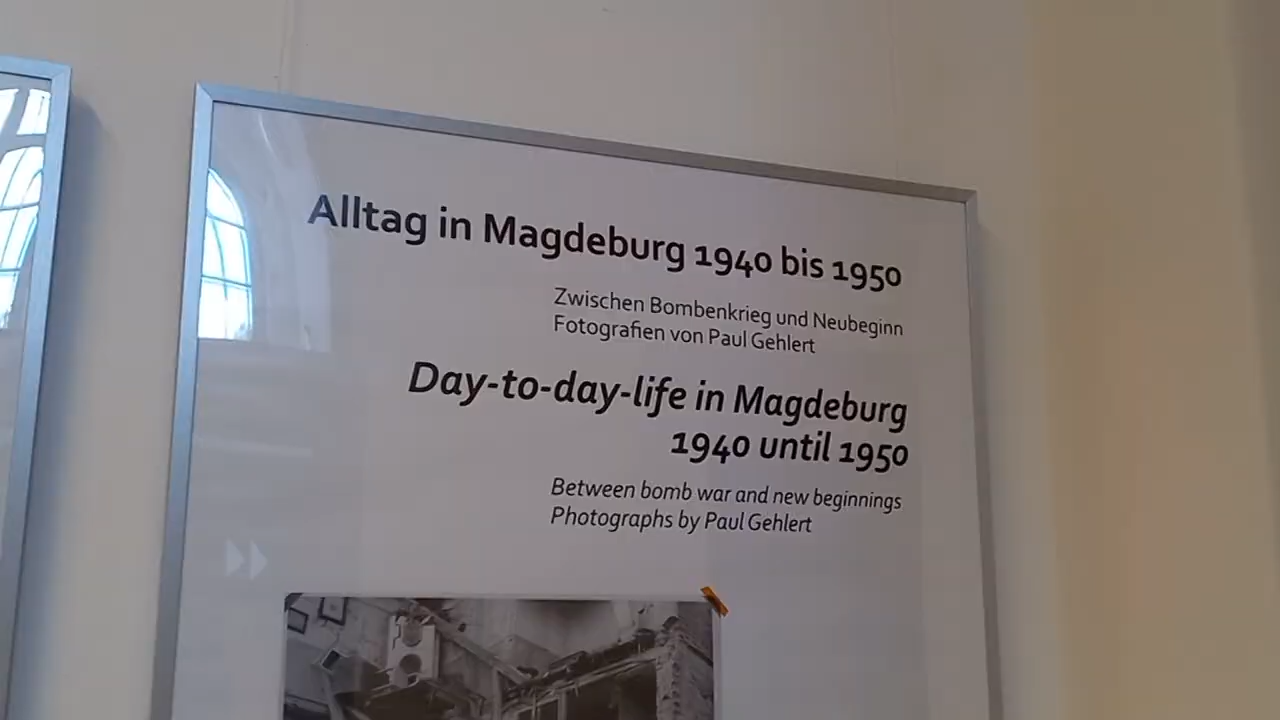 Alltag in Magdeburg 1940 bis 1950
Zwischen Bombenkrieg und Neubeginn
Fotografien von Paul Gehlert
Day-to-day-life in Magdeburg
1940 until 1950
Between bomb war and new beginnings
Photographs by Paul Gehlert